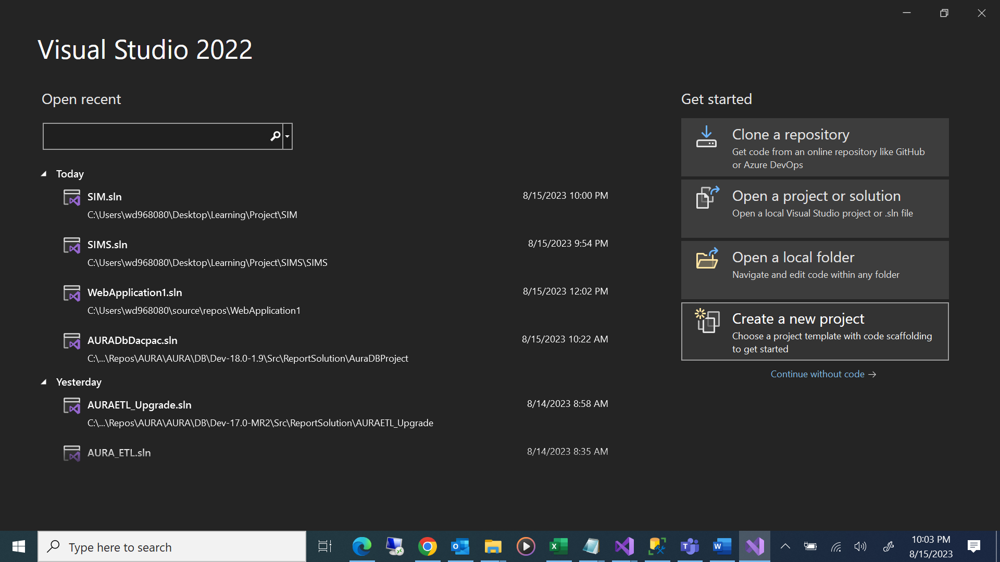 Visual Studio 2022
Open recent
Today
SIM.sln
8/15/2023 10:00 PM
C:\Users\wd968080\Desktop\Learning\Project\SIM
SIMS.sln
8/15/2023 9:54 PM
C:\Users\wd968080\Desktop\Learning\Project\SIMS\SIMS
WebApplication1.sln
8/15/2023 12:02 PM
C:\Users\wd968080\source\repos\WebApplication1
AURADbDacpac.sln
8/15/2023 10:22 AM
C:\...\Repos\AURA\AURA\DB\Dev-18.0-1.9\Src\ReportSolution\AuraDBProject
Yesterday
AURAETL_Upgrade.sln
8/14/2023 8:58 AM
C:\...\Repos\AURA\AURA\DB\Dev-17.0-MR2\Src\ReportSolution\AURAETL_Upgrade
AURA_ETL.sln
8/14/2023 8:35 AM
Get started
Clone a repository
Get code from an online repository like GitHub
or Azure DevOps
Open a project or solution
Open a local Visual Studio project or .sln file
Open a local folder
Navigate and edit code within any folder
Create a new project
Choose a project template with code scaffolding
to get started
Continue without code →
Type here to search
10:03 PM
8/15/2023